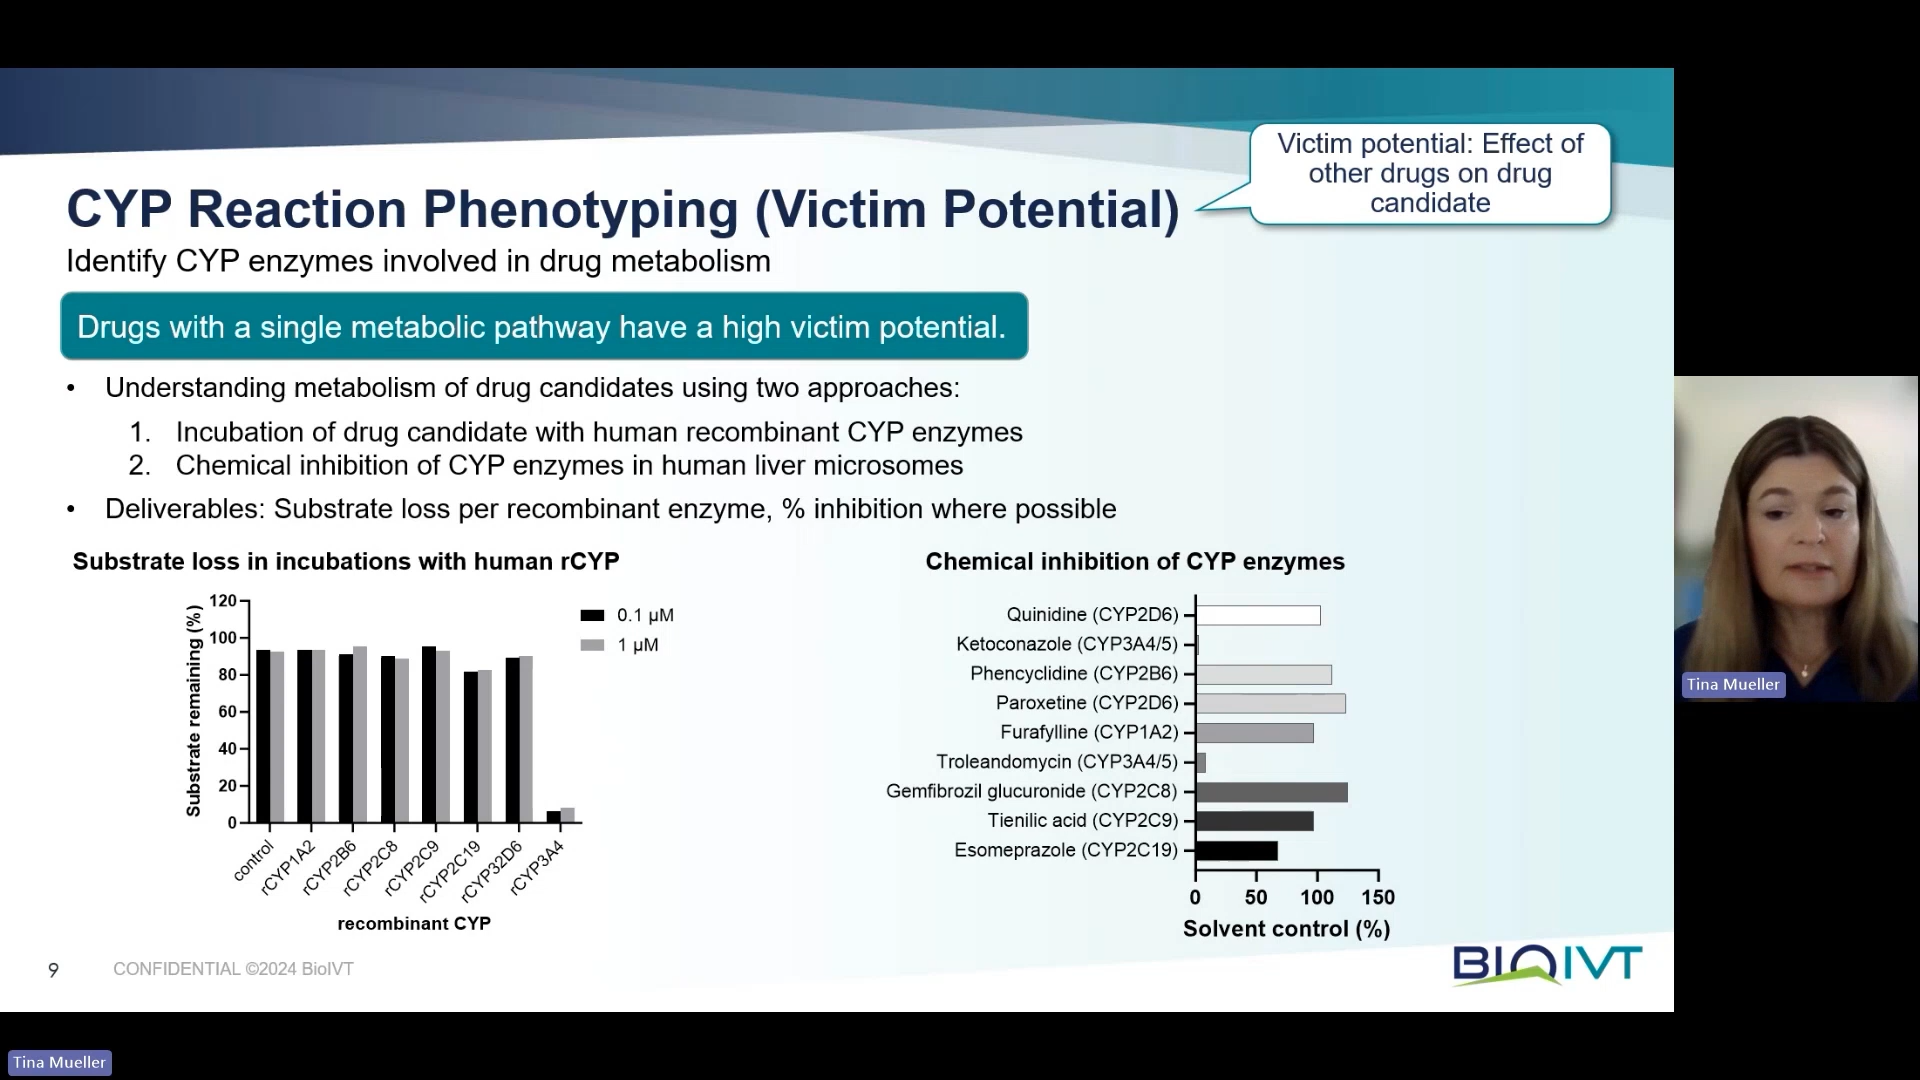 Victim potential: Effect of
other drugs on drug
candidate
CYP Reaction Phenotyping (Victim Potential)
Identify CYP enzymes involved in drug metabolism
Drugs with a single metabolic pathway have a high victim potential.
• Understanding metabolism of drug candidates using two approaches:
1. Incubation of drug candidate with human recombinant CYP enzymes
2. Chemical inhibition of CYP enzymes in human liver microsomes
• Deliverables: Substrate loss per recombinant enzyme, % inhibition where possible
Substrate loss in incubations with human rCYP
Substrate remaining (%)
120
100
80
60
40
20
0
0.1 µM
1 µM
control
rCYP1A2
rCYP2B6
rCYP2C8
rCYP2C9
rCYP2C19
rCYP32D6
rCYP3A4
recombinant CYP
Chemical inhibition of CYP enzymes
Quinidine (CYP2D6)
Ketoconazole (CYP3A4/5)
Phencyclidine (CYP2B6)
Paroxetine (CYP2D6)
Furafylline (CYP1A2)
Troleandomycin (CYP3A4/5)
Gemfibrozil glucuronide (CYP2C8)
Tienilic acid (CYP2C9)
Esomeprazole (CYP2C19)
0 50 100 150
Solvent control (%)
9
CONFIDENTIAL ©2024 BioIVT
BIOIVT
Tina Mueller
Tina Mueller